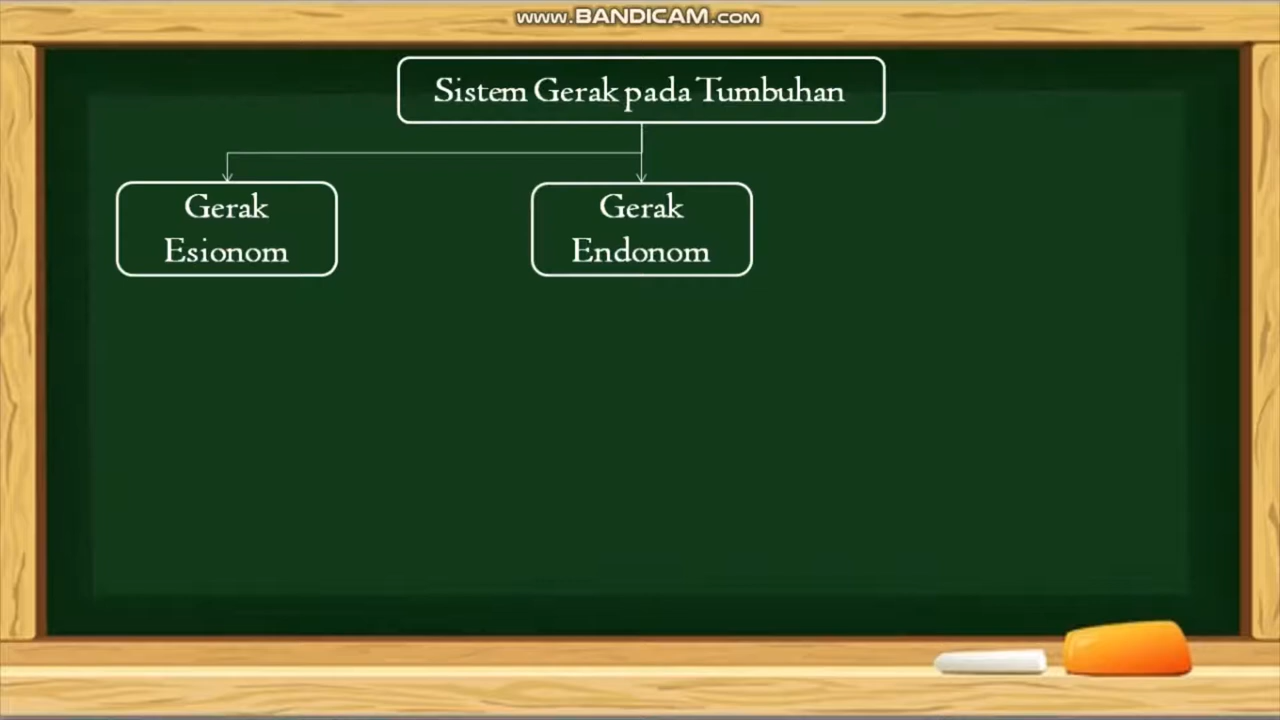 www.BANDICAM.com
Sistem Gerak pada Tumbuhan
Gerak
Esionom
Gerak
Endonom